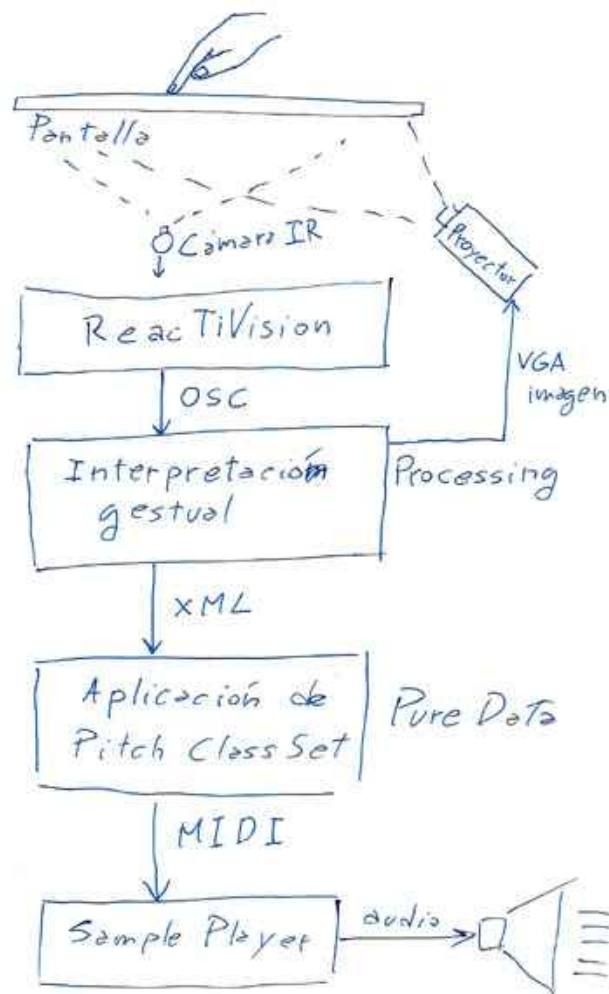 Pantalla
Cámara IR
Proyector
ReacTiVision
VGA
imagen
OSC
Interpretación
gestual
Processing
XML
Aplicación de
Pitch Class Set
Pure Data
MIDI
Sample Player
audio